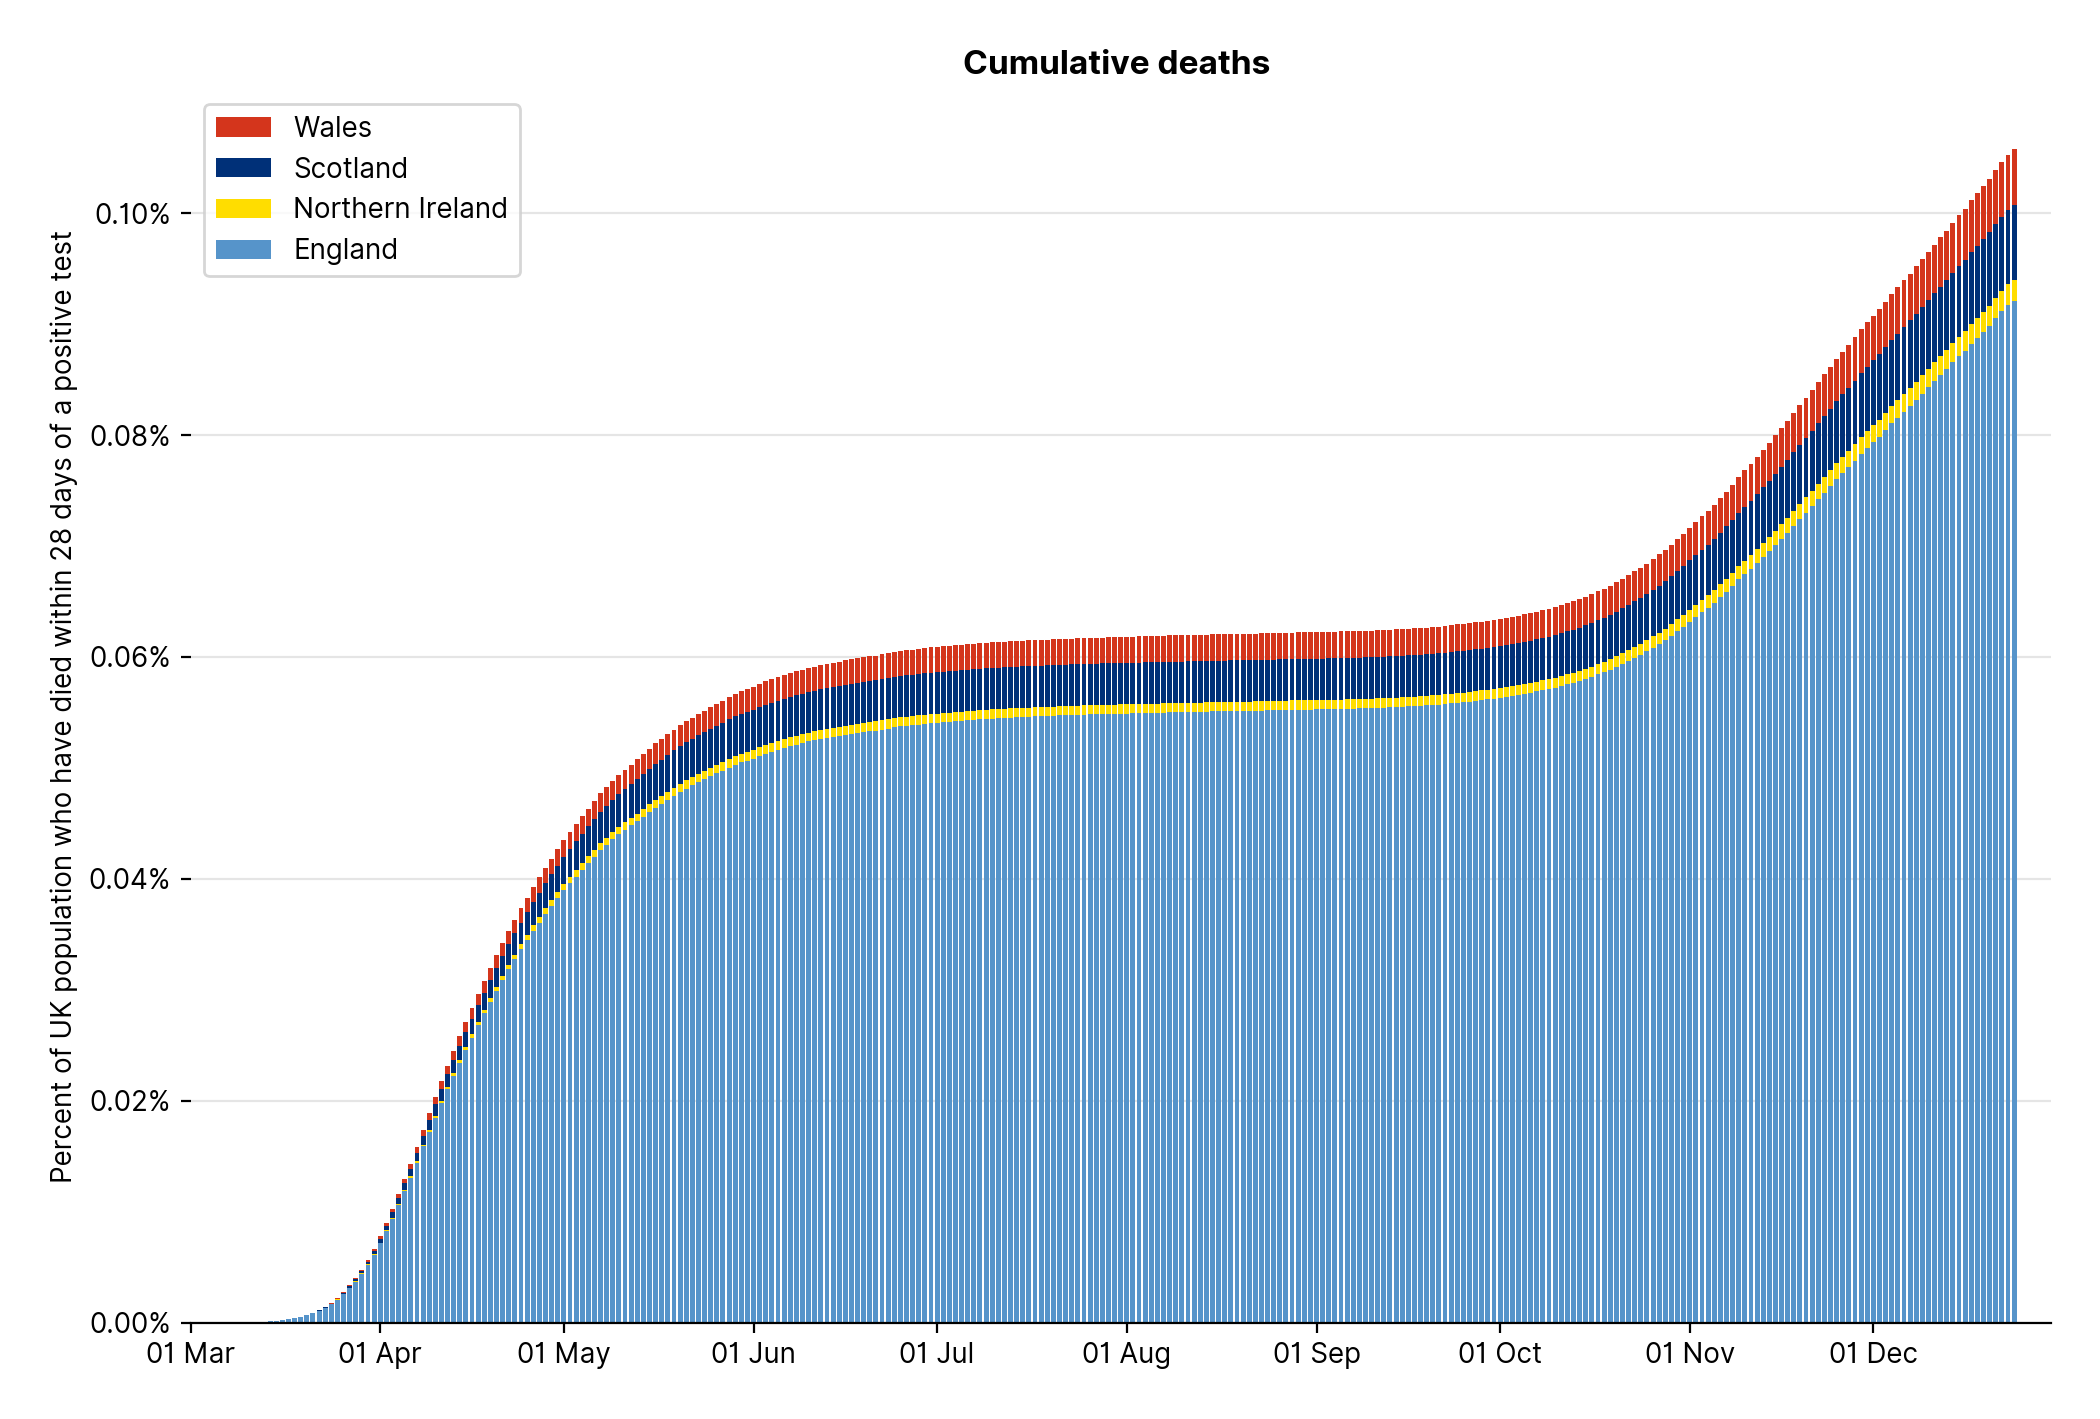 Cumulative deaths
Wales
Scotland
Northern Ireland
England
Percent of UK population who have died within 28 days of a positive test
0.10%
0.08%
0.06%
0.04%
0.02%
0.00%
01 Mar
01 Apr
01 May
01 Jun
01 Jul
01 Aug
01 Sep
01 Oct
01 Nov
01 Dec